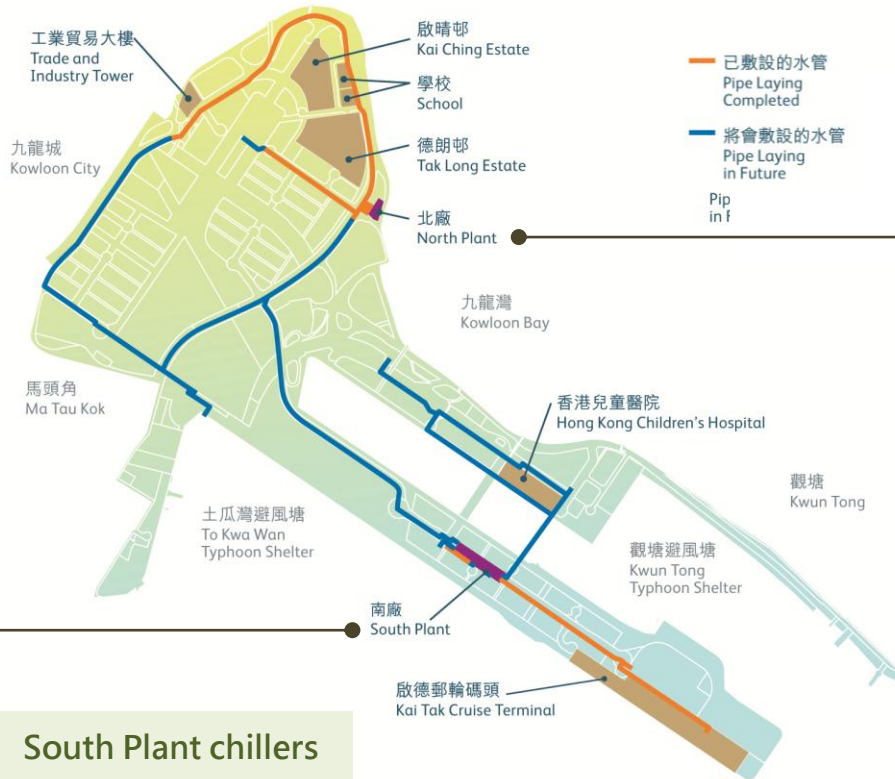 工業貿易大樓
Trade and
Industry Tower
啟晴邨
Kai Ching Estate
學校
School
德朗邨
Tak Long Estate
北廠
North Plant
已敷設的水管
Pipe Laying
Completed
將會敷設的水管
Pipe Laying
in Future
Pip
in F
九龍城
Kowloon City
九龍灣
Kowloon Bay
馬頭角
Ma Tau Kok
香港兒童醫院
Hong Kong Children's Hospital
觀塘
Kwun Tong
土瓜灣避風塘
To Kwa Wan
Typhoon Shelter
觀塘避風塘
Kwun Tong
Typhoon Shelter
南廠
South Plant
啟德郵輪碼頭
Kai Tak Cruise Terminal
South Plant chillers